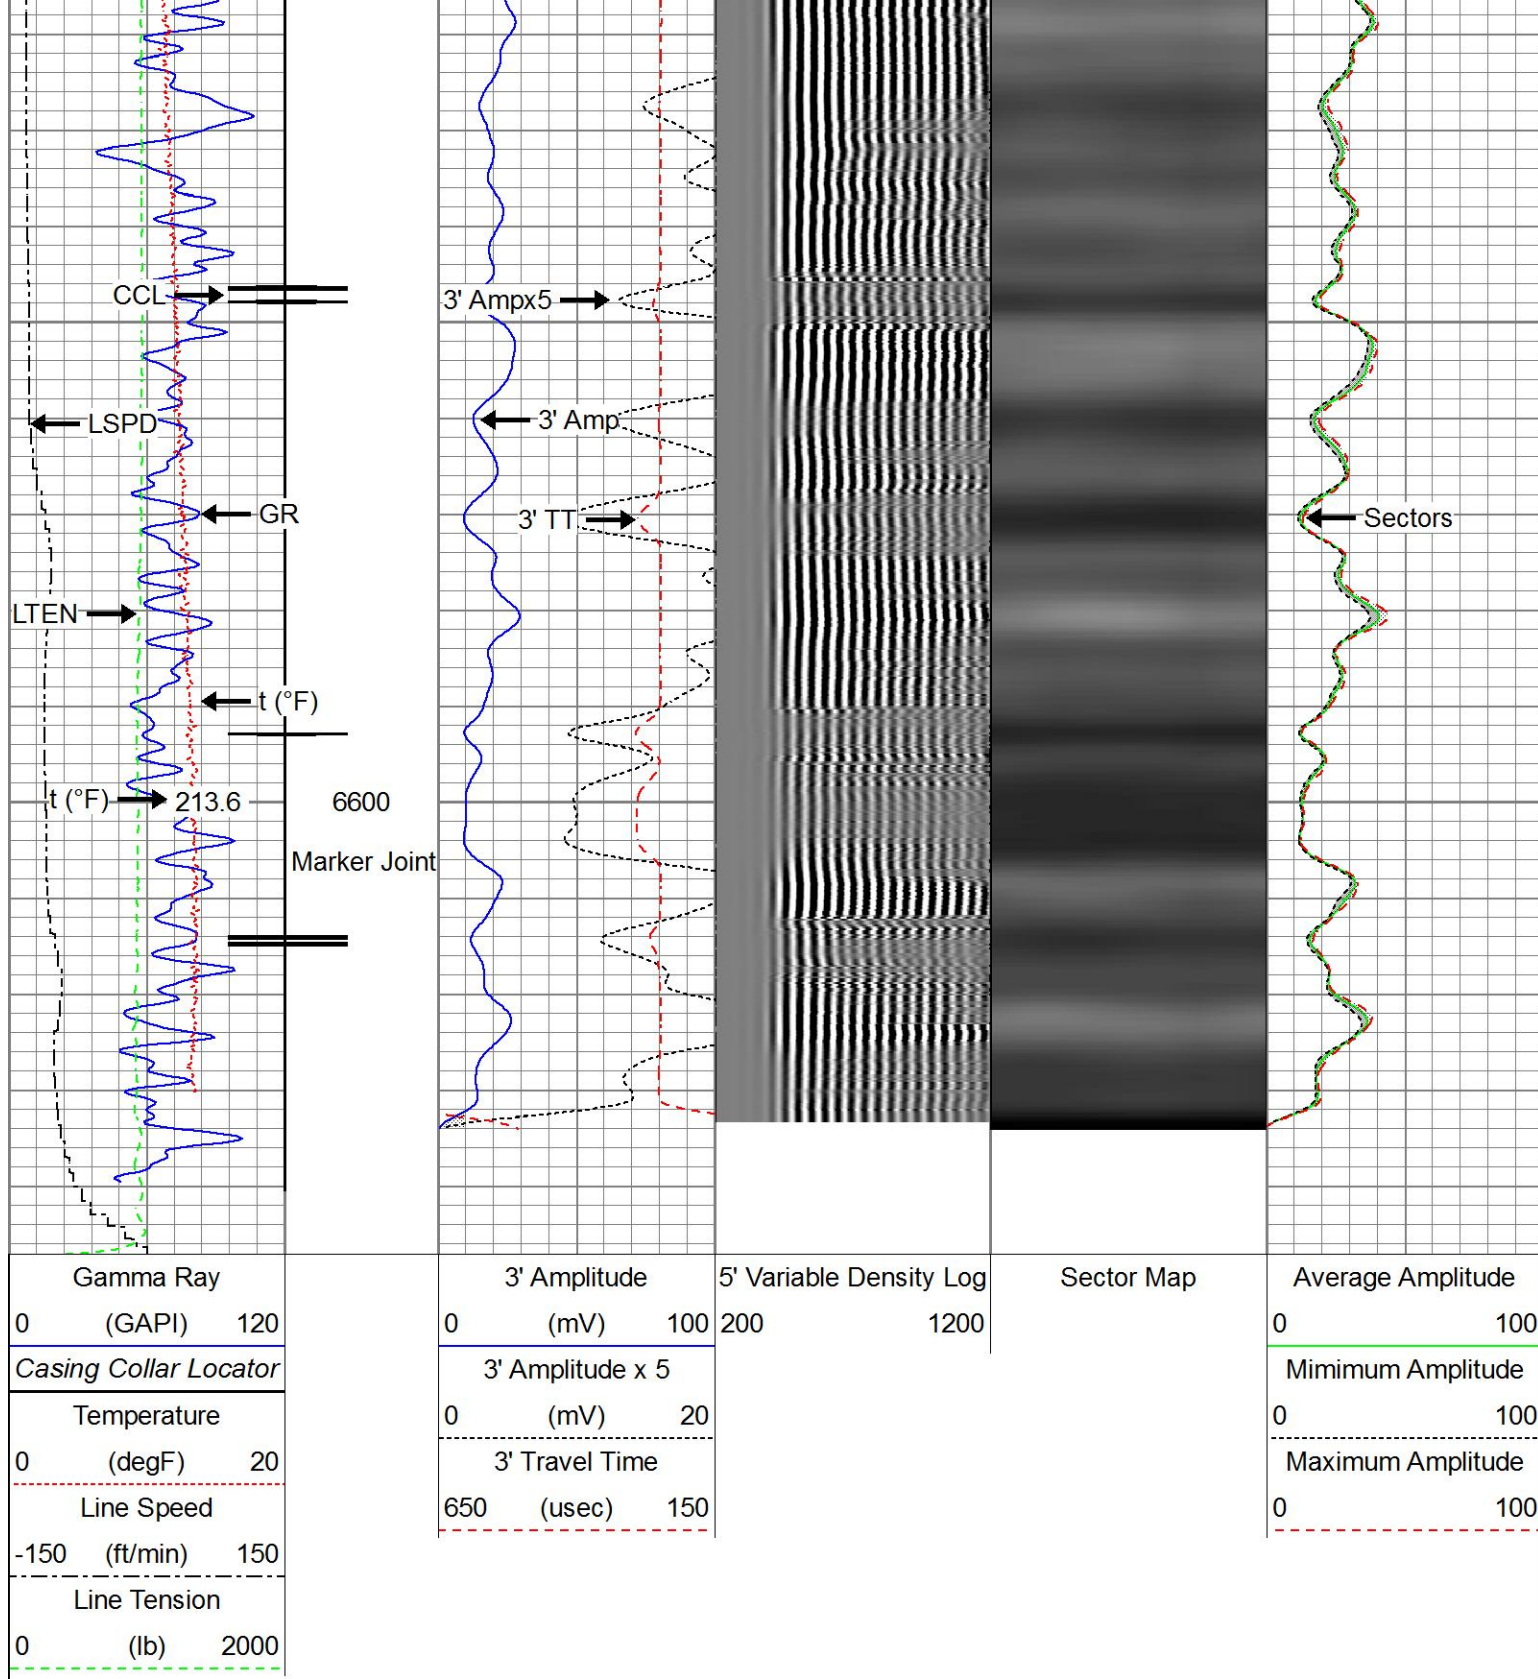 CCL
3' Ampx5
LSPD
3' Amp
GR
3' TT
Sectors
LTEN
t (°F)
t (°F) 213.6 6600
Marker Joint
Gamma Ray
0 (GAPI) 120
Casing Collar Locator
Temperature
0 (degF) 20
Line Speed
-150 (ft/min) 150
Line Tension
0 (lb) 2000
3' Amplitude
0 (mV) 100
3' Amplitude x 5
0 (mV) 20
3' Travel Time
650 (usec) 150
5' Variable Density Log
200 1200
Sector Map
Average Amplitude
0 100
Mimimum Amplitude
0 100
Maximum Amplitude
0 100